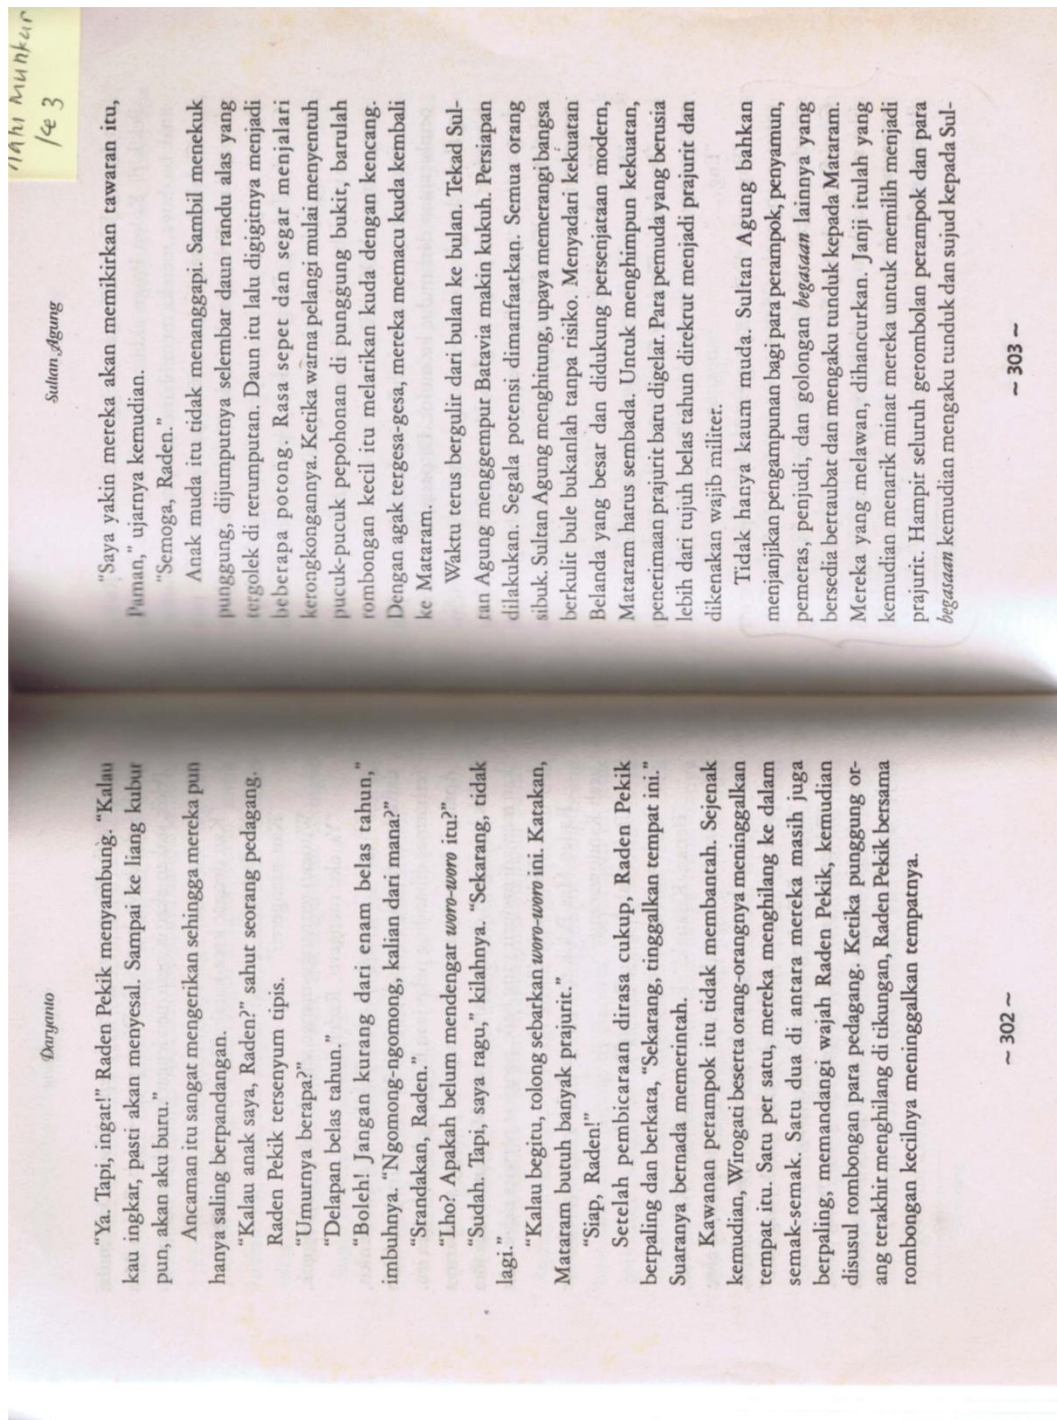 Daryanto
“Ya. Tapi, ingat!” Raden Pekik menyambung. “Kalau
kau ingkar, pasti akan menyesal. Sampai ke liang kubur
pun, akan aku buru.”
Ancaman itu sangat mengerikan sehingga mereka pun
hanya saling berpandangan.
“Kalau anak saya, Raden?” sahut seorang pedagang.
Raden Pekik tersenyum tipis.
“Umurnya berapa?”
“Delapan belas tahun.”
“Boleh! Jangan kurang dari enam belas tahun,”
imbuhnya. “Ngomong-ngomong, kalian dari mana?”
“Srandakan, Raden.”
“Lho? Apakah belum mendengar woro-woro itu?”
“Sudah. Tapi, saya ragu,” kilahnya. “Sekarang, tidak
lagi.”
“Kalau begitu, tolong sebarkan woro-woro ini. Katakan,
Mataram butuh banyak prajurit.”
“Siap, Raden!”
Setelah pembicaraan dirasa cukup, Raden Pekik
berpaling dan berkata, “Sekarang, tinggalkan tempat ini.”
Suaranya bernada memerintah.
Kawanan perampok itu tidak membantah. Sejenak
kemudian, Wirogati beserta orang-orangnya meninggalkan
tempat itu. Satu per satu, mereka menghilang ke dalam
semak-semak. Satu dua di antara mereka masih juga
berpaling, memandangi wajah Raden Pekik, kemudian
disusul rombongan para pedagang. Ketika punggung or-
ang terakhir menghilang di tikungan, Raden Pekik bersama
rombongan kecilnya meninggalkan tempatnya.
~ 302 ~
Sultan Agung
“Saya yakin mereka akan memikirkan tawaran itu,
Paman,” ujarnya kemudian.
“Semoga, Raden.”
Anak muda itu tidak menanggapi. Sambil menekuk
punggung, dijumputnya selembar daun randu alas yang
tergolek di rerumputan. Daun itu lalu digigitnya menjadi
beberapa potong. Rasa sepet dan segar menjalari
kerongkongannya. Ketika warna pelangi mulai menyentuh
pucuk-pucuk pepohonan di punggung bukit, barulah
rombongan kecil itu melarikan kuda dengan kencang.
Dengan agak tergesa-gesa, mereka memacu kuda kembali
ke Mataram.
Waktu terus bergulir dari bulan ke bulan. Tekad Sul-
tan Agung menggempur Batavia makin kukuh. Persiapan
dilakukan. Segala potensi dimanfaatkan. Semua orang
sibuk. Sultan Agung menghitung, upaya memerangi bangsa
berkulit bule bukanlah tanpa risiko. Menyadari kekuatan
Belanda yang besar dan didukung persenjataan modern,
Mataram harus sembada. Untuk menghimpun kekuatan,
penerimaan prajurit baru digelar. Para pemuda yang berusia
lebih dari tujuh belas tahun direkrut menjadi prajurit dan
dikenakan wajib militer.
Tidak hanya kaum muda. Sultan Agung bahkan
menjanjikan pengampunan bagi para perampok, penyamun,
pemeras, penjudi, dan golongan begasaan lainnya yang
bersedia bertaubat dan mengaku tunduk kepada Mataram.
Mereka yang melawan, dihancurkan. Janji itulah yang
kemudian menarik minat mereka untuk memilih menjadi
prajurit. Hampir seluruh gerombolan perampok dan para
begasaan kemudian mengaku tunduk dan sujud kepada Sul-
~ 303 ~
Nahi Munkar
ke 3